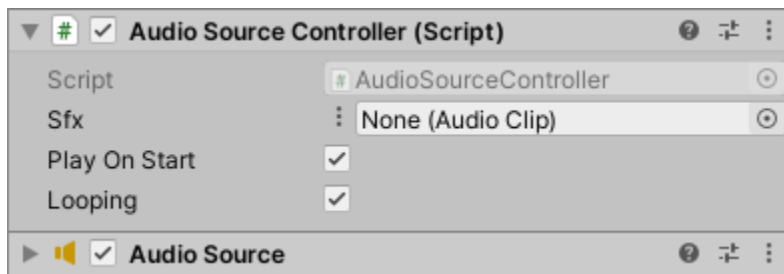 # Audio Source Controller (Script)
Script # AudioSourceController
Sfx None (Audio Clip)
Play On Start
Looping
Audio Source